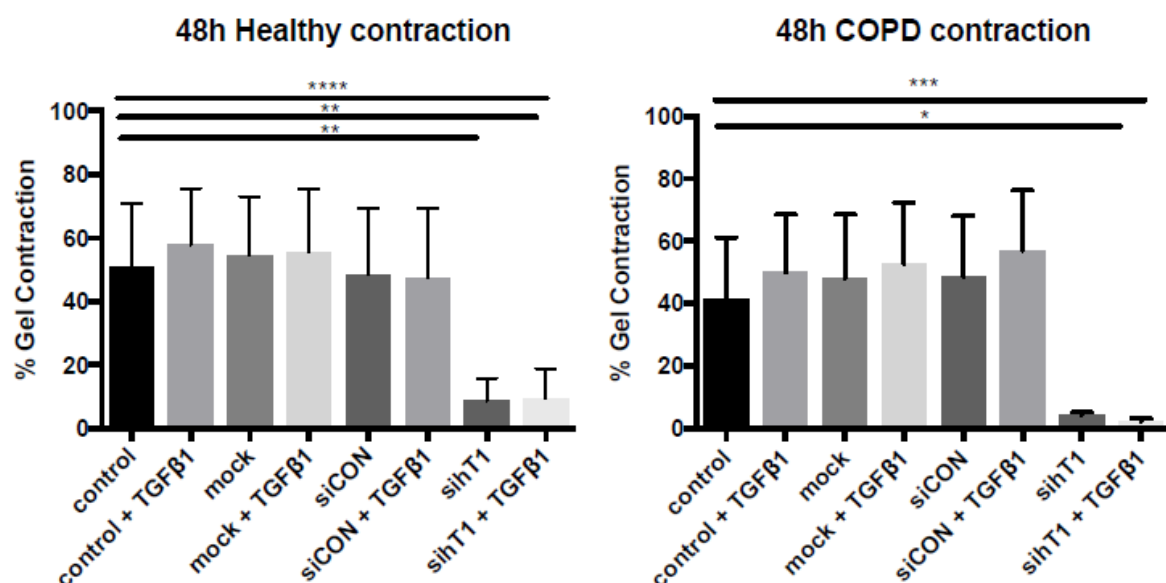 48h Healthy contraction
****
**
**
% Gel Contraction
100
80
60
40
20
0
control
control + TGFβ1
mock
mock + TGFβ1
siCON
siCON + TGFβ1
sihT1
sihT1 + TGFβ1
48h COPD contraction
***
*
% Gel Contraction
100
80
60
40
20
0
control
control + TGFβ1
mock
mock + TGFβ1
siCON
siCON + TGFβ1
sihT1
sihT1 + TGFβ1